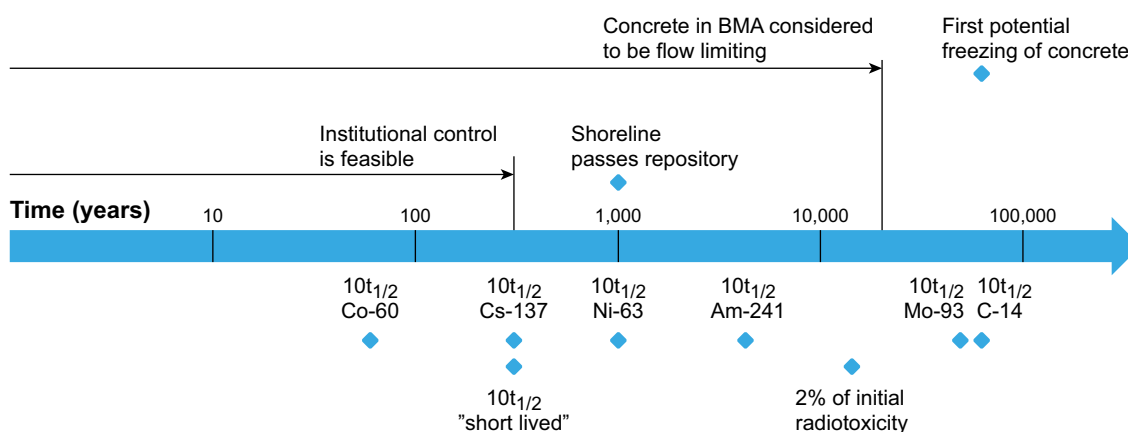 Concrete in BMA considered
to be flow limiting
First potential
freezing of concrete
Institutional control
is feasible
Shoreline
passes repository
Time (years)
10
100
1,000
10,000
100,000
10t1/2
Co-60
10t1/2
Cs-137
10t1/2
Ni-63
10t1/2
Am-241
10t1/2
Mo-93
10t1/2
C-14
10t1/2
”short lived”
2% of initial
radiotoxicity